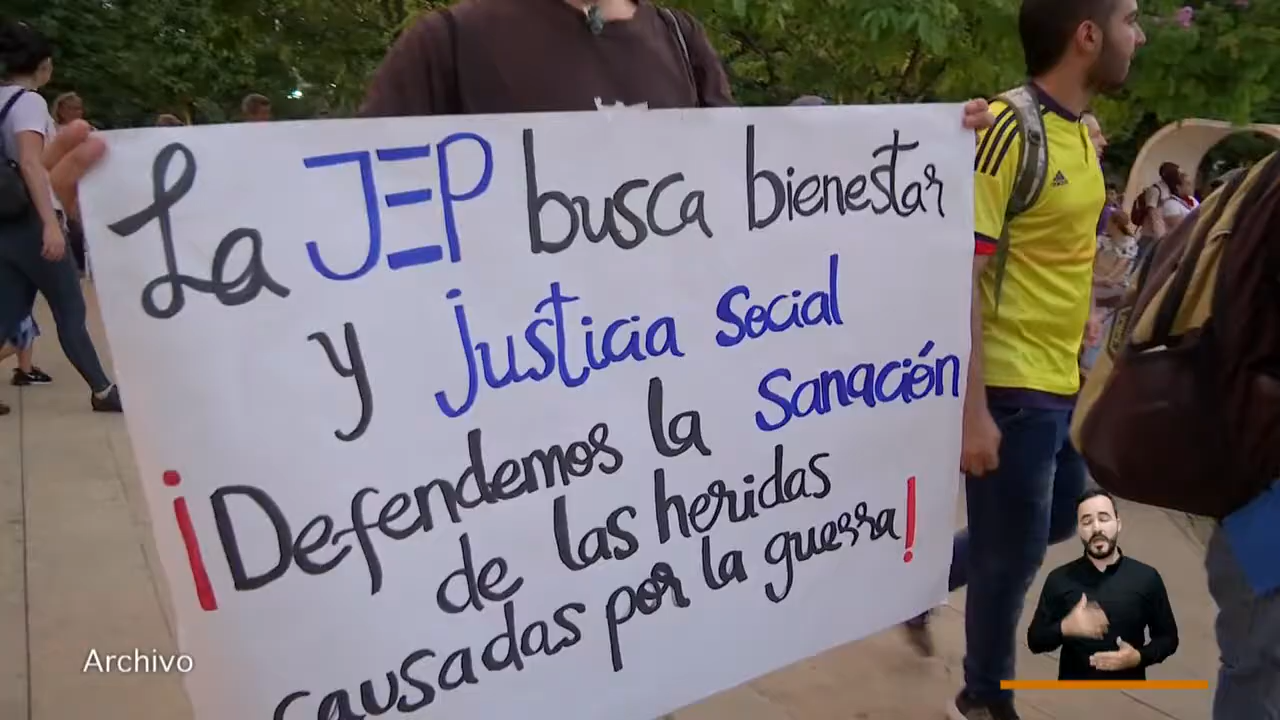 La JEP busca bienestar
y justicia Social
¡Defendemos la Sanación
de las heridas
causadas por la guerra!
Archivo